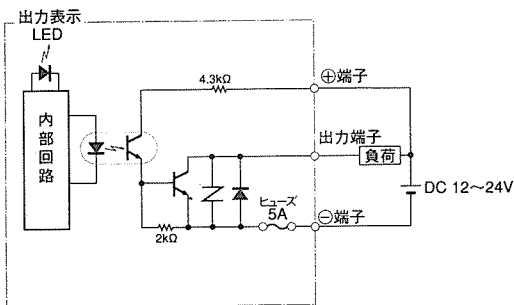 出力表示
LED
4.3kΩ
⊕端子
内部回路
出力端子
負荷
DC 12～24V
ヒューズ
5A
⊖端子
2kΩ